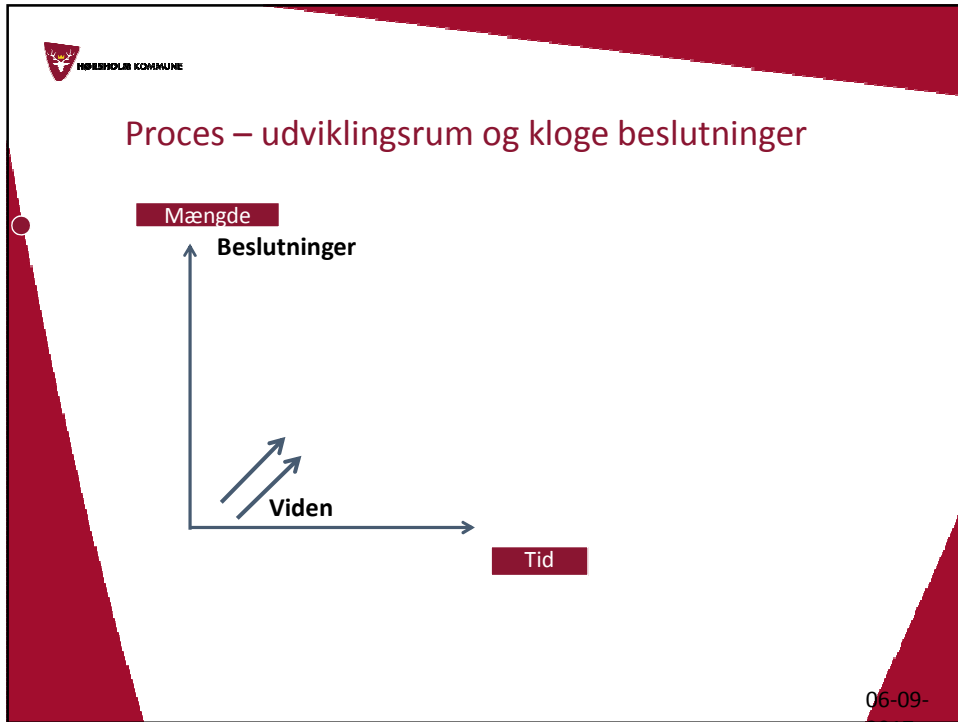 HØRSHOLM KOMMUNE
Proces – udviklingsrum og kloge beslutninger
Mængde
Beslutninger
Viden
Tid
06-09-